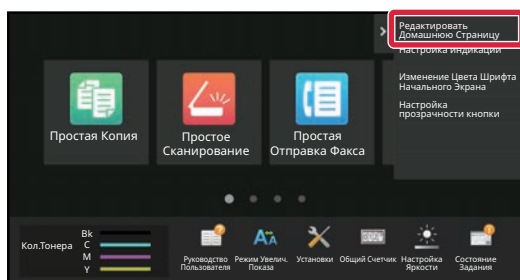 Редактировать
Домашнюю Страницу
Настройка индикации
Изменение Цвета Шрифта
Начального Экрана
Настройка
прозрачности кнопки
Простая Копия
Простое
Сканирование
Простая
Отправка Факса
Кол.Тонера
Bk
C
M
Y
Руководство
Пользователя
Режим Увелич.
Показа
Установки
Общий Счетчик
Настройка
Яркости
Состояние
Задания